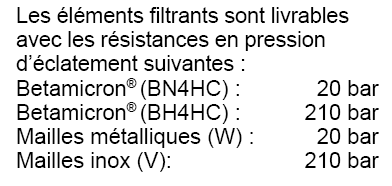 Les éléments filtrants sont livrables
avec les résistances en pression
d'éclatement suivantes :
Betamicron® (BN4HC) : 20 bar
Betamicron® (BH4HC) : 210 bar
Mailles métalliques (W) : 20 bar
Mailles inox (V): 210 bar